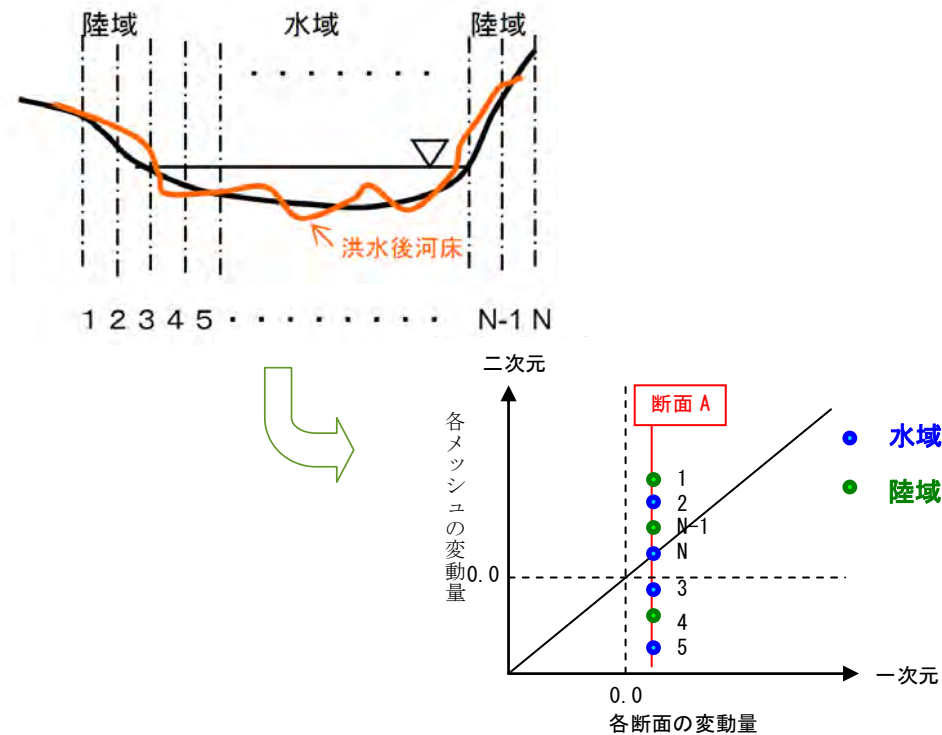 陸域 水域 陸域
洪水後河床
1 2 3 4 5 ・ ・ ・ ・ ・ ・ ・ ・ ・ N-1 N
二次元
各メッシュの変動量
断面 A
水域
陸域
1
2
N-1
N
0.0
3
4
5
一次元
0.0
各断面の変動量